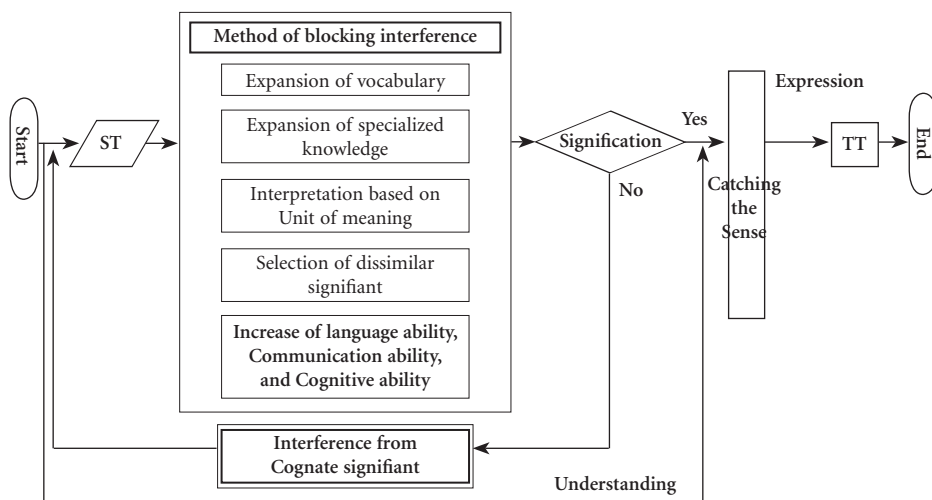 Method of blocking interference
Expansion of vocabulary
Expansion of specialized
knowledge
Interpretation based on
Unit of meaning
Selection of dissimilar
signifiant
Increase of language ability,
Communication ability,
and Cognitive ability
Start
ST
Signification
Yes
No
Expression
Catching
the
Sense
TT
End
Interference from
Cognate signifiant
Understanding